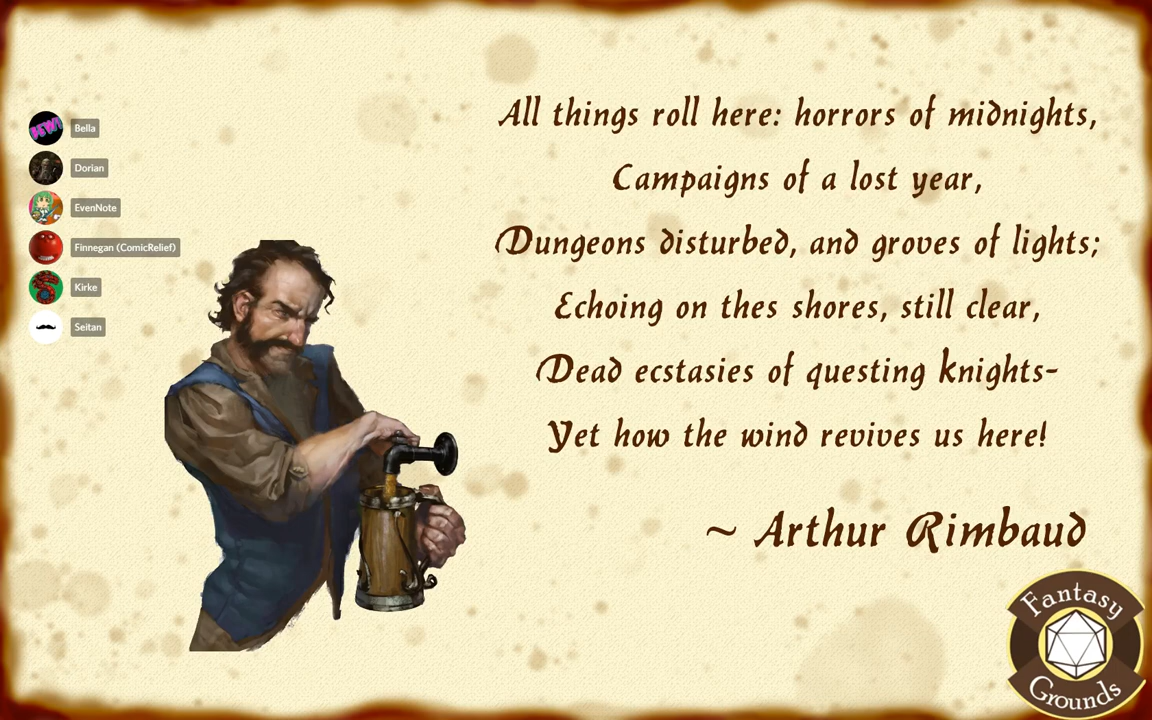 Bella
Dorian
EvenNote
Finnegan (ComicRelief)
Kirke
Seitan
All things roll here: horrors of midnights,
Campaigns of a lost year,
Dungeons disturbed, and groves of lights;
Echoing on thes shores, still clear,
Dead ecstasies of questing knights-
Yet how the wind revives us here!
~ Arthur Rimbaud
Fantasy
Grounds